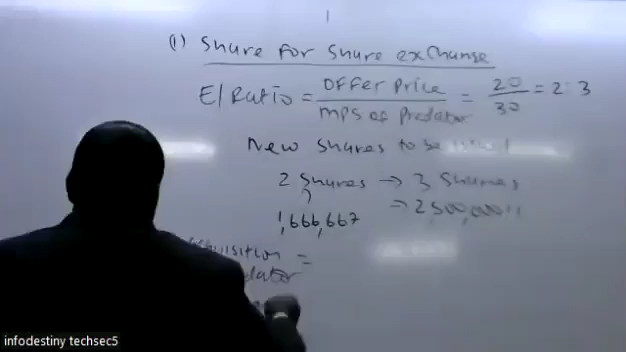 (1) Share for Share exChange
E/Ratio = OFFer Price / mps of Predator = 20/30 = 2:3
New Shares to be
2 Shares → 3 Shares
?
1,666,667 → 2,500,000
=
infodestiny techsec5